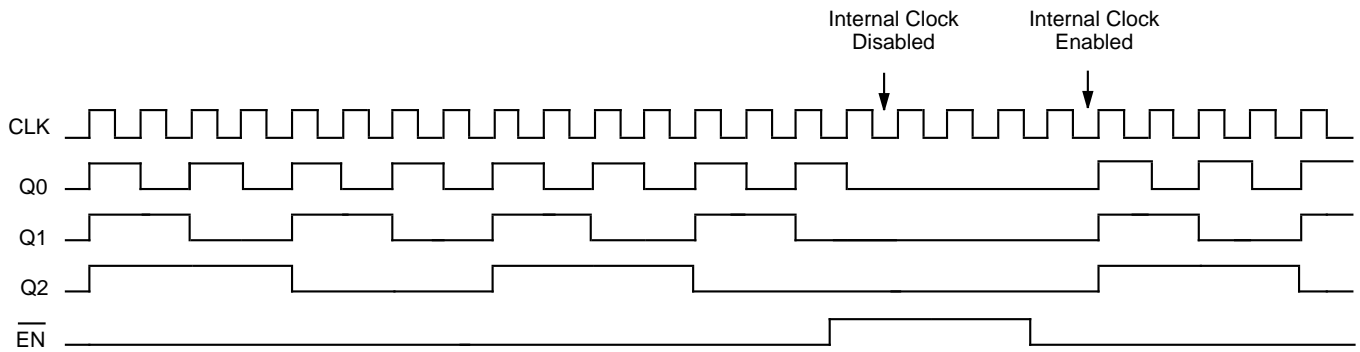 Internal Clock
Disabled
Internal Clock
Enabled
CLK
Q0
Q1
Q2
EN